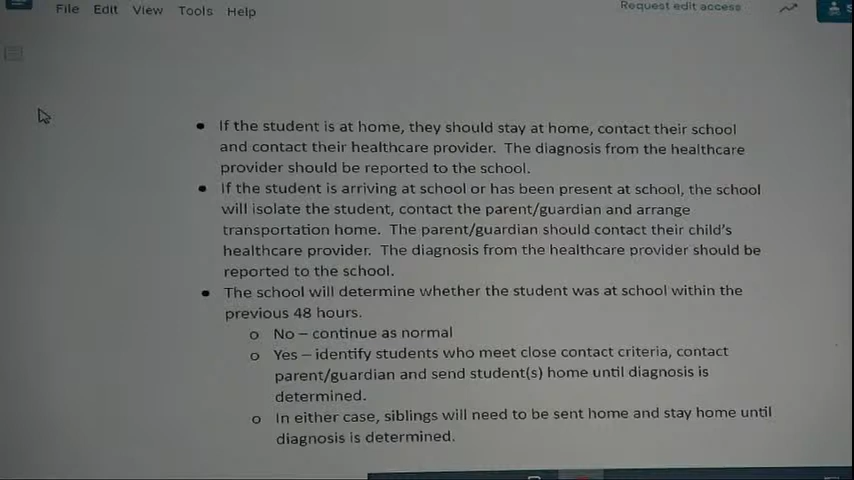 File Edit View Tools Help
Request edit access
• If the student is at home, they should stay at home, contact their school
and contact their healthcare provider. The diagnosis from the healthcare
provider should be reported to the school.
• If the student is arriving at school or has been present at school, the school
will isolate the student, contact the parent/guardian and arrange
transportation home. The parent/guardian should contact their child's
healthcare provider. The diagnosis from the healthcare provider should be
reported to the school.
• The school will determine whether the student was at school within the
previous 48 hours.
o No – continue as normal
o Yes – identify students who meet close contact criteria, contact
parent/guardian and send student(s) home until diagnosis is
determined.
o In either case, siblings will need to be sent home and stay home until
diagnosis is determined.